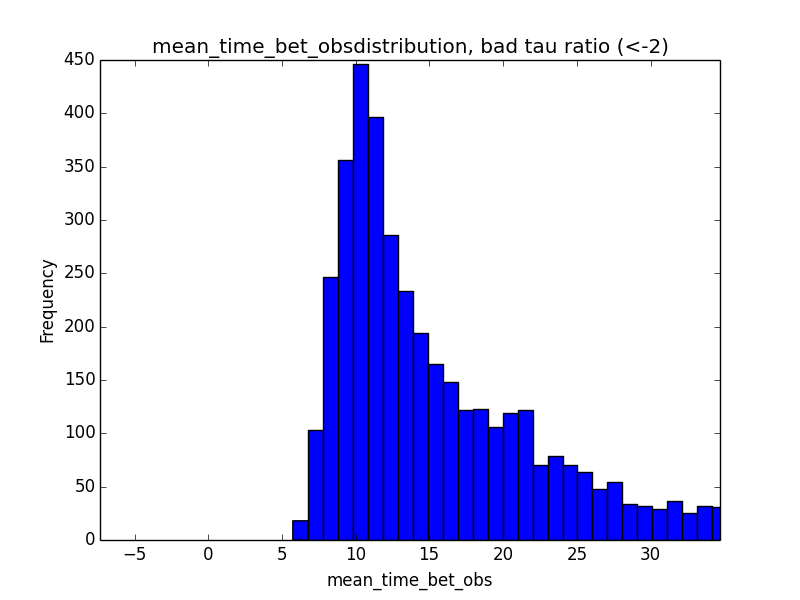 mean_time_bet_obsdistribution, bad tau ratio (<-2)
450
400
350
300
250
200
150
100
50
0
Frequency
−5 0 5 10 15 20 25 30
mean_time_bet_obs